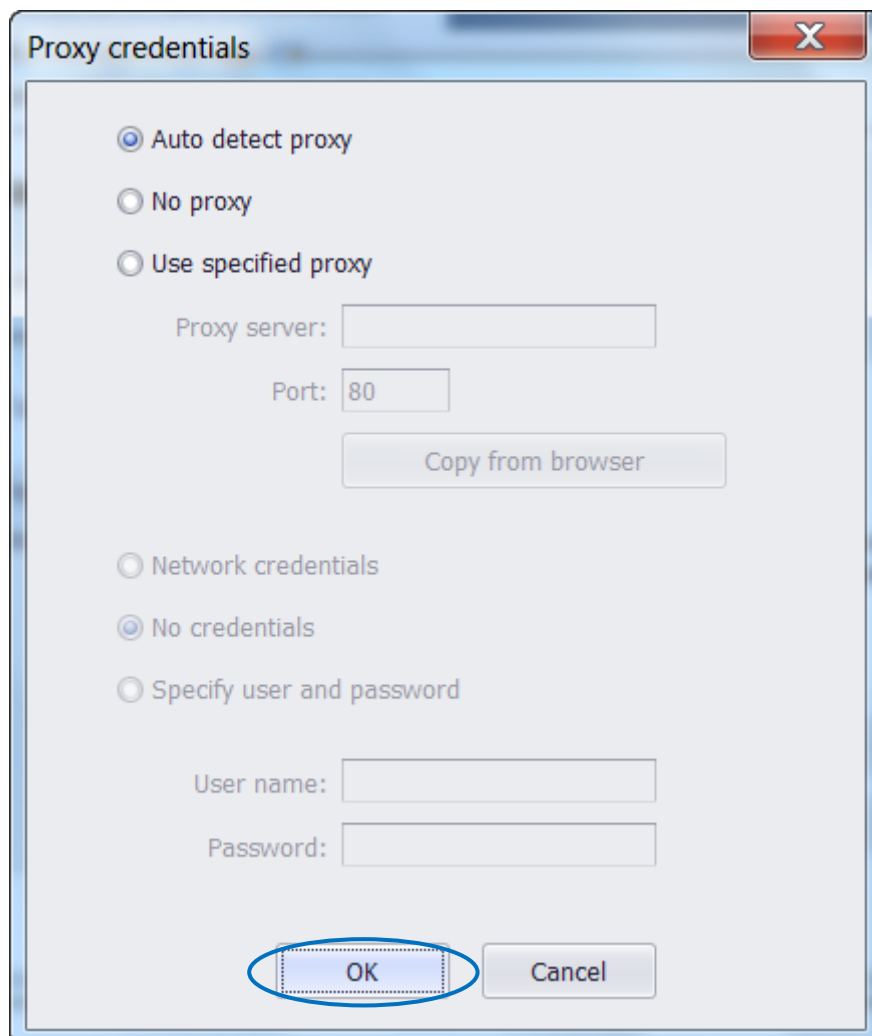 Proxy credentials
Auto detect proxy
No proxy
Use specified proxy
Proxy server:
Port: 80
Copy from browser
Network credentials
No credentials
Specify user and password
User name:
Password:
OK Cancel